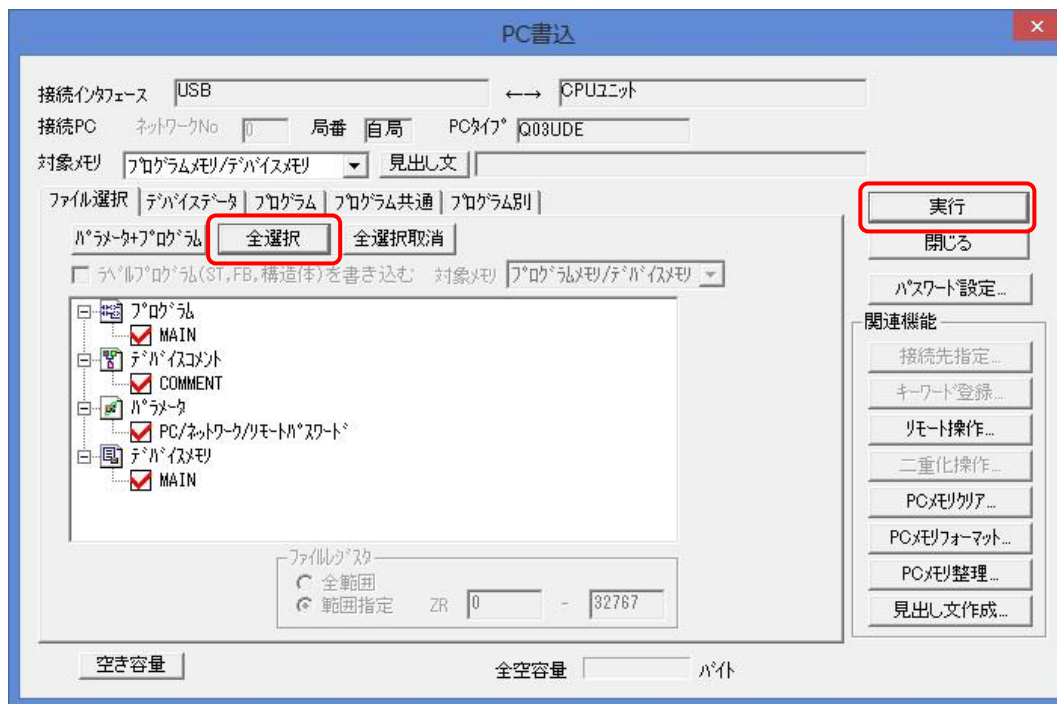 PC書込
接続ｲﾝﾀﾌｪｰｽ USB ←→ CPUﾕﾆｯﾄ
接続PC ﾈｯﾄﾜｰｸNo 0 局番 自局 PCﾀｲﾌﾟ Q03UDE
対象ﾒﾓﾘ ﾌﾟﾛｸﾞﾗﾑﾒﾓﾘ/ﾃﾞﾊﾞｲｽﾒﾓﾘ 見出し文
ﾌｧｲﾙ選択 ﾃﾞﾊﾞｲｽﾃﾞｰﾀ ﾌﾟﾛｸﾞﾗﾑ ﾌﾟﾛｸﾞﾗﾑ共通 ﾌﾟﾛｸﾞﾗﾑ別
ﾊﾟﾗﾒｰﾀ+ﾌﾟﾛｸﾞﾗﾑ 全選択 全選択取消
ﾗﾍﾞﾙﾌﾟﾛｸﾞﾗﾑ(ST,FB,構造体)を書き込む 対象ﾒﾓﾘ ﾌﾟﾛｸﾞﾗﾑﾒﾓﾘ/ﾃﾞﾊﾞｲｽﾒﾓﾘ
ﾌﾟﾛｸﾞﾗﾑ
MAIN
ﾃﾞﾊﾞｲｽｺﾒﾝﾄ
COMMENT
ﾊﾟﾗﾒｰﾀ
PC/ﾈｯﾄﾜｰｸ/ﾘﾓｰﾄﾊﾟｽﾜｰﾄﾞ
ﾃﾞﾊﾞｲｽﾒﾓﾘ
MAIN
ﾌｧｲﾙﾚｼﾞｽﾀ
全範囲
範囲指定 ZR 0 - 32767
空き容量 全空容量 ﾊﾞｲﾄ
実行
閉じる
ﾊﾟｽﾜｰﾄﾞ設定...
関連機能
接続先指定...
ｷｰﾜｰﾄﾞ登録...
ﾘﾓｰﾄ操作...
二重化操作...
PCﾒﾓﾘｸﾘｱ...
PCﾒﾓﾘﾌｫｰﾏｯﾄ...
PCﾒﾓﾘ整理...
見出し文作成...